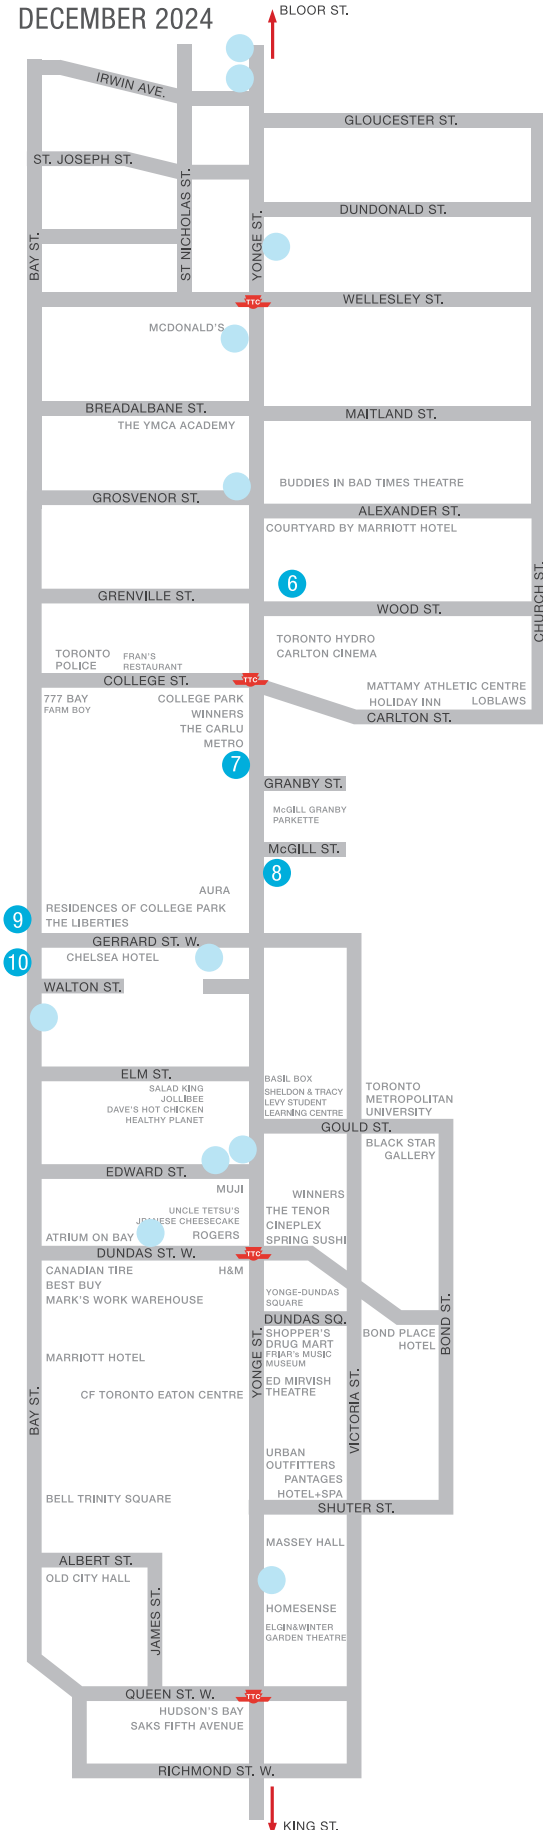 DECEMBER 2024
BLOOR ST.
IRWIN AVE.
GLOUCESTER ST.
ST. JOSEPH ST.
ST NICHOLAS ST.
DUNDONALD ST.
BAY ST.
YONGE ST.
TTC
WELLESLEY ST.
MCDONALD'S
BREADALBANE ST.
MAITLAND ST.
THE YMCA ACADEMY
BUDDIES IN BAD TIMES THEATRE
GROSVENOR ST.
ALEXANDER ST.
COURTYARD BY MARRIOTT HOTEL
CHURCH ST.
6
GRENVILLE ST.
WOOD ST.
TORONTO HYDRO
CARLTON CINEMA
TORONTO
POLICE
FRAN'S
RESTAURANT
COLLEGE ST.
TTC
MATTAMY ATHLETIC CENTRE
HOLIDAY INN
LOBLAWS
CARLTON ST.
777 BAY
FARM BOY
COLLEGE PARK
WINNERS
THE CARLU
METRO
7
GRANBY ST.
McGILL GRANBY
PARKETTE
McGILL ST.
8
AURA
RESIDENCES OF COLLEGE PARK
THE LIBERTIES
9
GERRARD ST. W.
CHELSEA HOTEL
10
WALTON ST.
ELM ST.
SALAD KING
JOLLIBEE
DAVE'S HOT CHICKEN
HEALTHY PLANET
BASIL BOX
SHELDON & TRACY
LEVY STUDENT
LEARNING CENTRE
TORONTO
METROPOLITAN
UNIVERSITY
GOULD ST.
BLACK STAR
GALLERY
EDWARD ST.
MUJI
WINNERS
UNCLE TETSU'S
JPANESE CHEESECAKE
ROGERS
THE TENOR
CINEPLEX
SPRING SUSHI
ATRIUM ON BAY
DUNDAS ST. W.
TTC
CANADIAN TIRE
BEST BUY
MARK'S WORK WAREHOUSE
H&M
YONGE-DUNDAS
SQUARE
DUNDAS SQ.
BOND ST.
SHOPPER'S
DRUG MART
FRIAR's MUSIC
MUSEUM
ED MIRVISH
THEATRE
BOND PLACE
HOTEL
MARRIOTT HOTEL
YONGE ST.
CF TORONTO EATON CENTRE
BAY ST.
VICTORIA ST.
URBAN
OUTFITTERS
PANTAGES
HOTEL+SPA
BELL TRINITY SQUARE
SHUTER ST.
MASSEY HALL
ALBERT ST.
OLD CITY HALL
JAMES ST.
HOMESENSE
ELGIN&WINTER
GARDEN THEATRE
QUEEN ST. W.
TTC
HUDSON'S BAY
SAKS FIFTH AVENUE
RICHMOND ST. W.
KING ST.